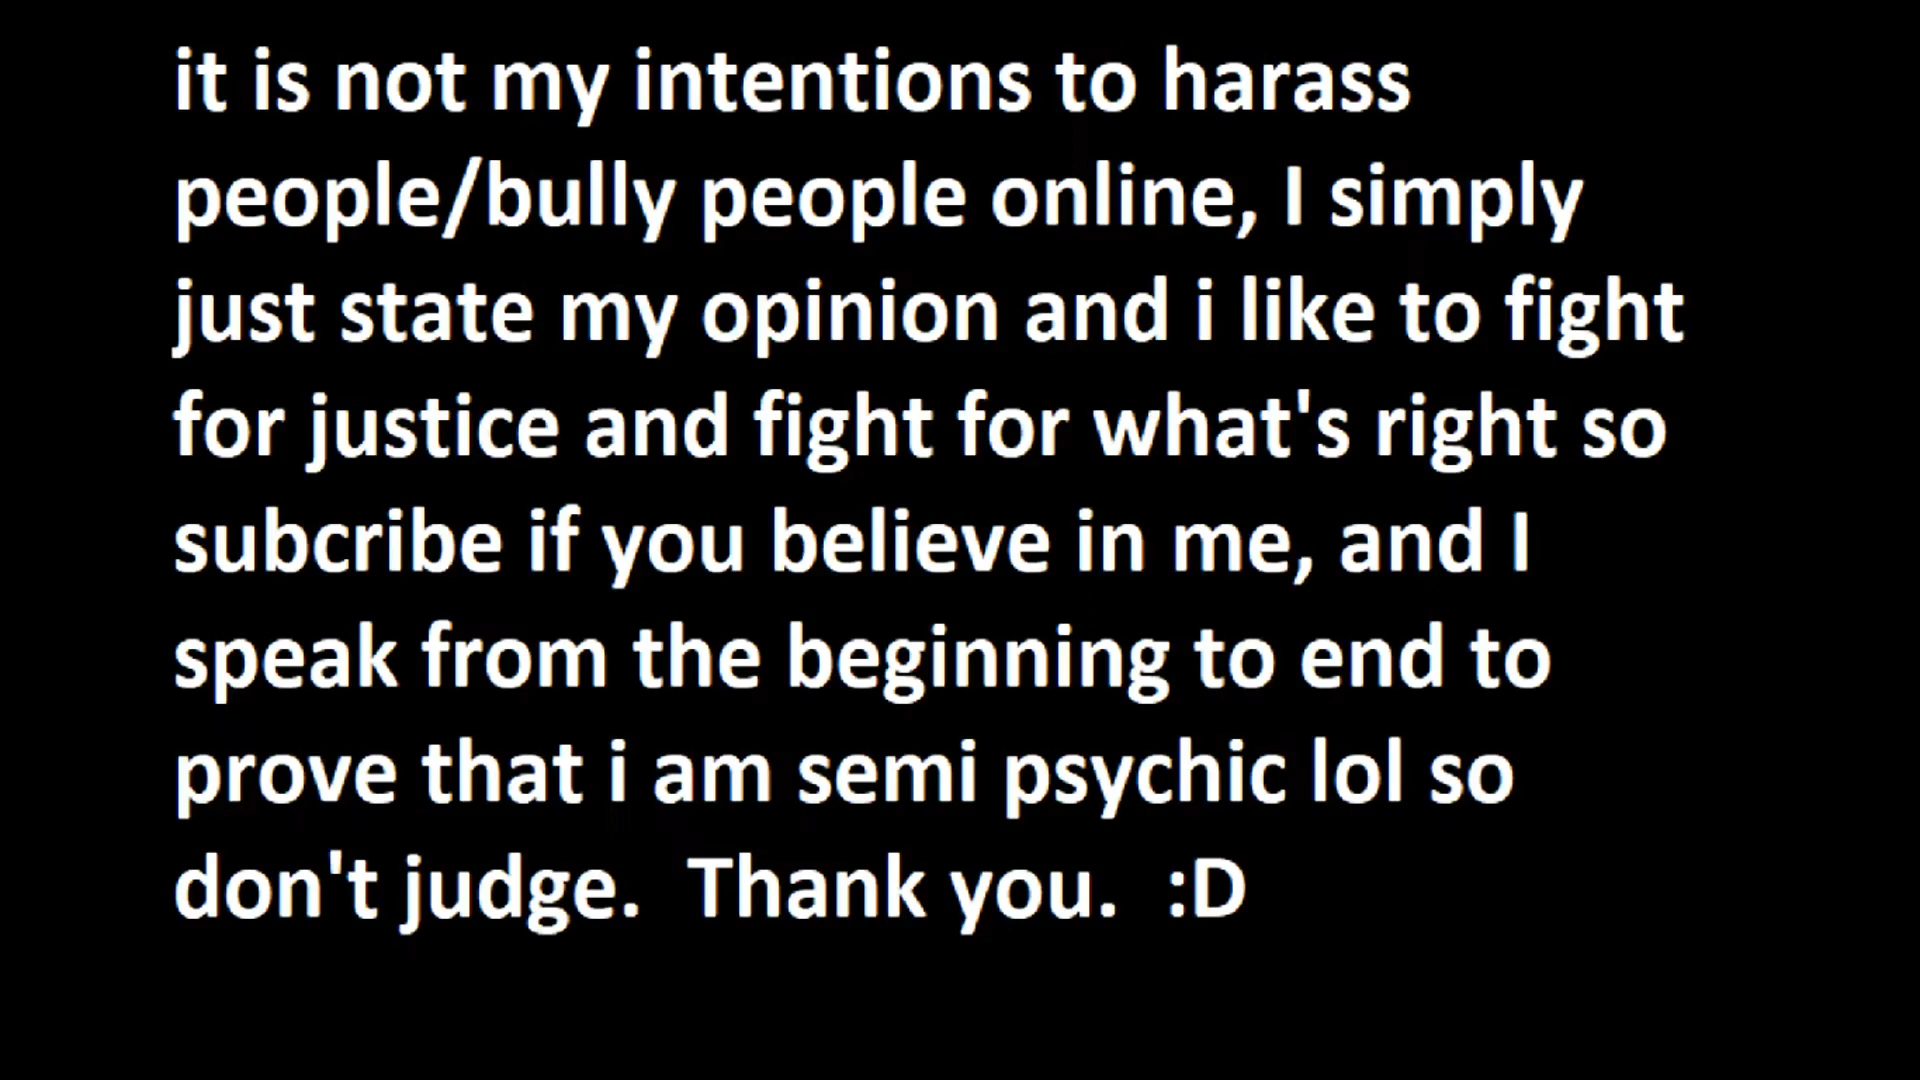 it is not my intentions to harass
people/bully people online, I simply
just state my opinion and i like to fight
for justice and fight for what's right so
subcribe if you believe in me, and I
speak from the beginning to end to
prove that i am semi psychic lol so
don't judge.  Thank you.  :D